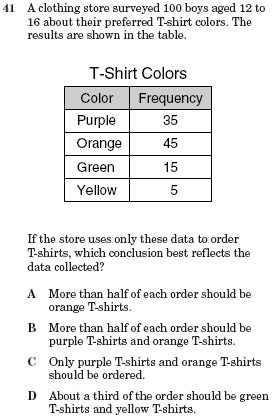 41 A clothing store surveyed 100 boys aged 12 to
16 about their preferred T-shirt colors. The
results are shown in the table.
T-Shirt Colors
Color Frequency
Purple 35
Orange 45
Green 15
Yellow 5
If the store uses only these data to order
T-shirts, which conclusion best reflects the
data collected?
A More than half of each order should be
orange T-shirts.
B More than half of each order should be
purple T-shirts and orange T-shirts.
C Only purple T-shirts and orange T-shirts
should be ordered.
D About a third of the order should be green
T-shirts and yellow T-shirts.